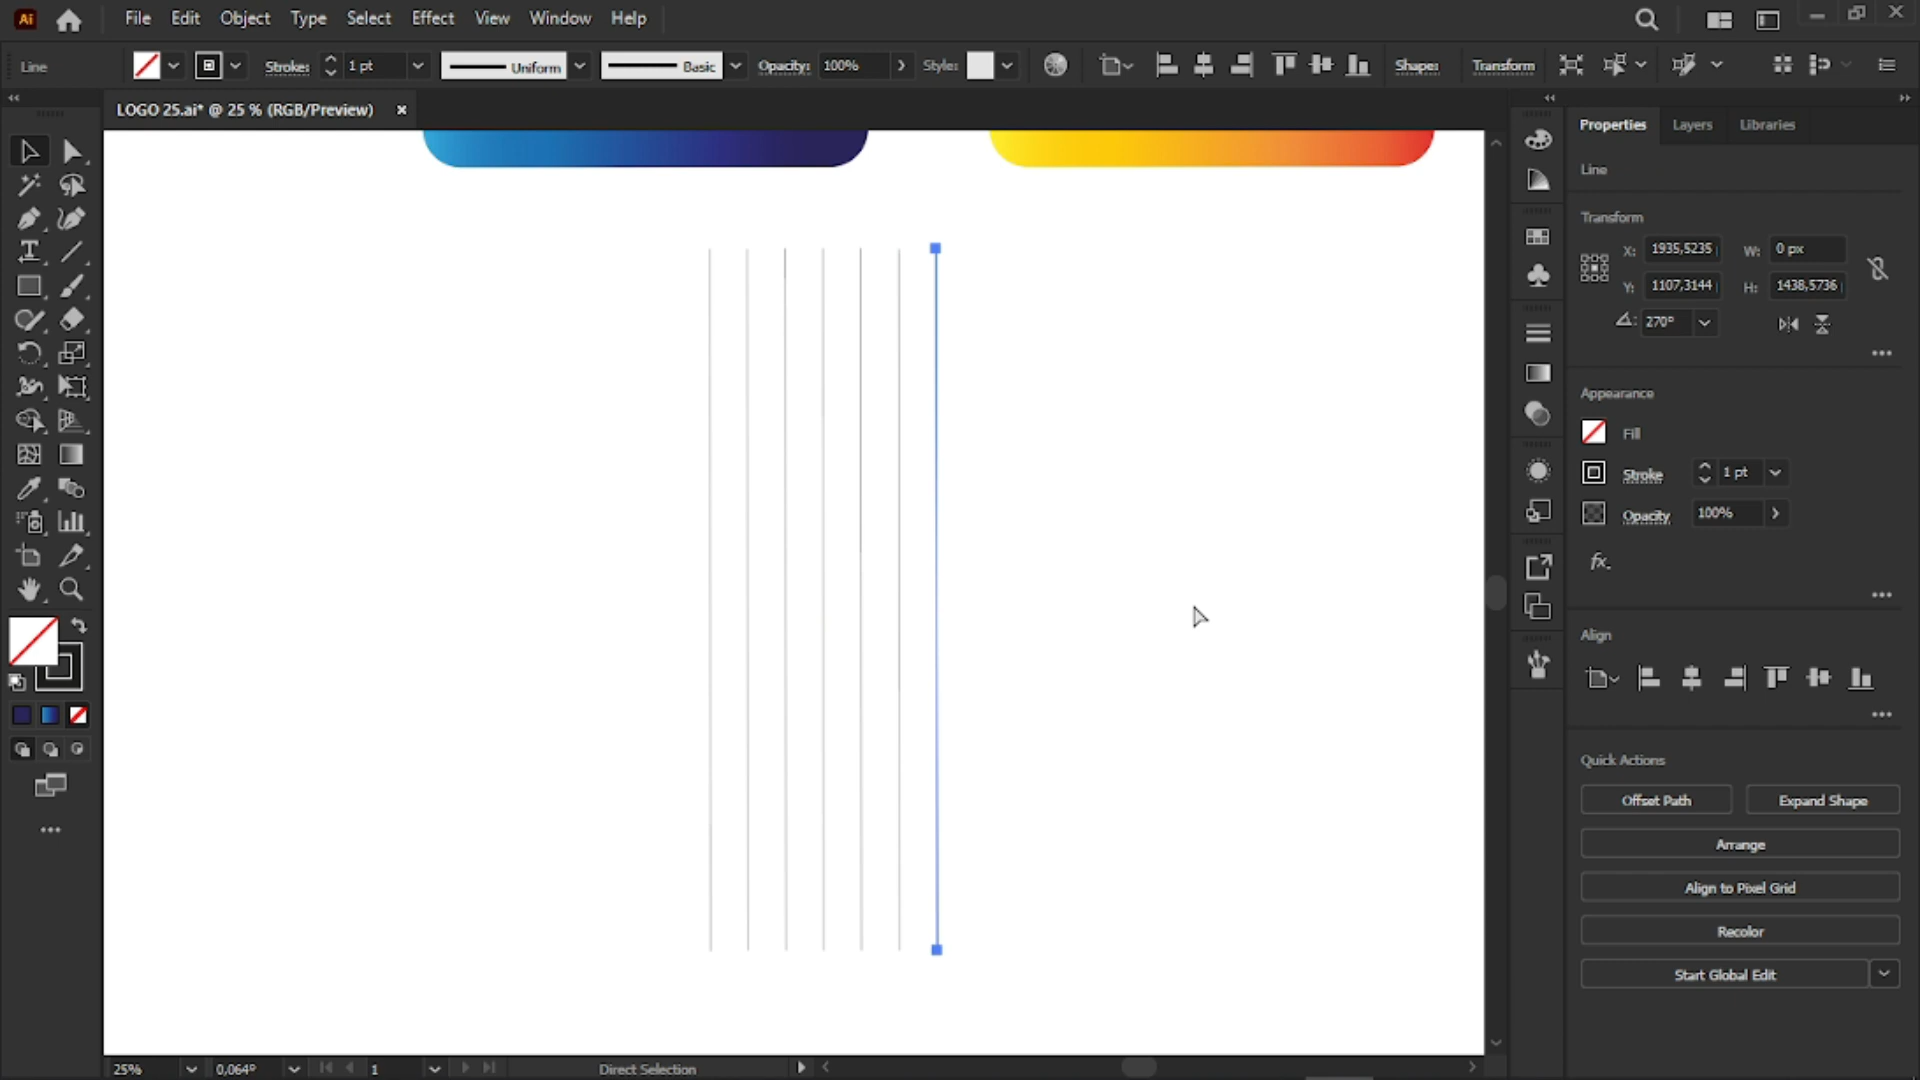 Ai File Edit Object Type Select Effect View Window Help
Line Stroke: 1 pt Uniform Basic Opacity: 100% Style: Shape: Transform
LOGO 25.ai* @ 25 % (RGB/Preview) ×
Properties Layers Libraries
Line
Transform
X: 1935,5235 W: 0 px
Y: 1107,3144 H: 1438,5736
270°
Appearance
Fill
Stroke 1 pt
Opacity 100%
fx.
Align
Quick Actions
Offset Path Expand Shape
Arrange
Align to Pixel Grid
Recolor
Start Global Edit
25% 0,064° 1 Direct Selection